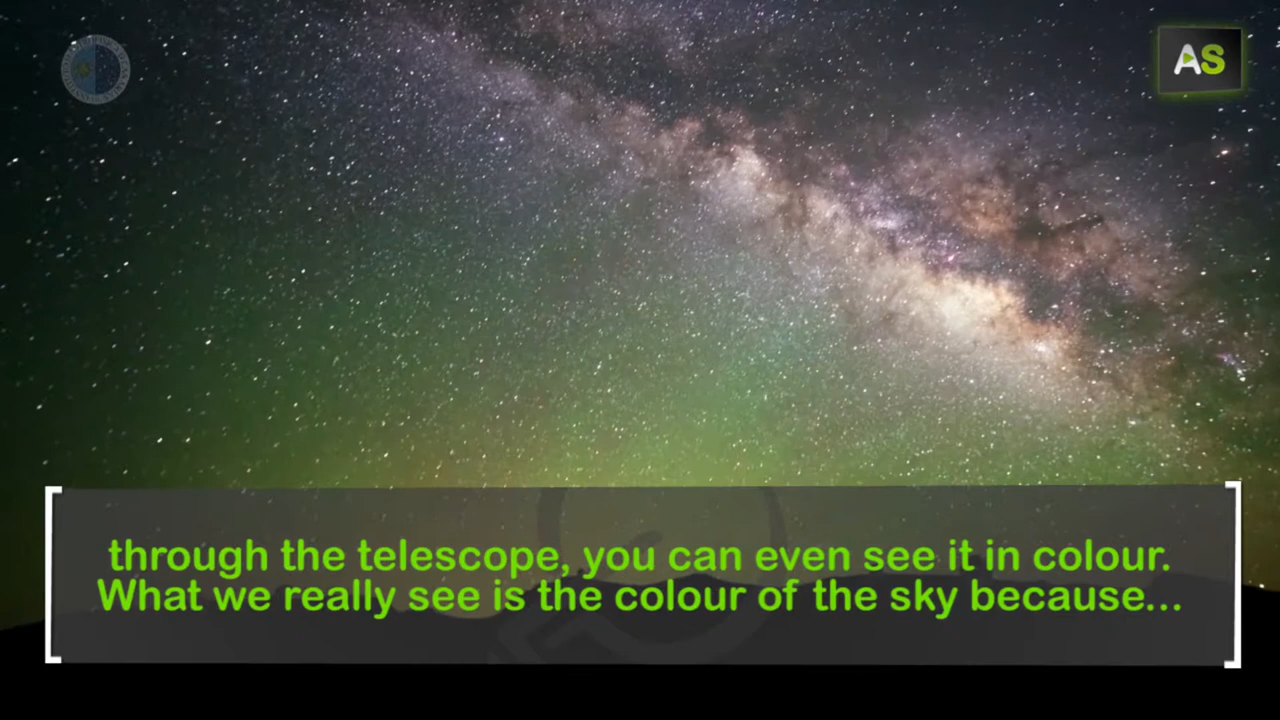 AS
through the telescope, you can even see it in colour.
What we really see is the colour of the sky because...